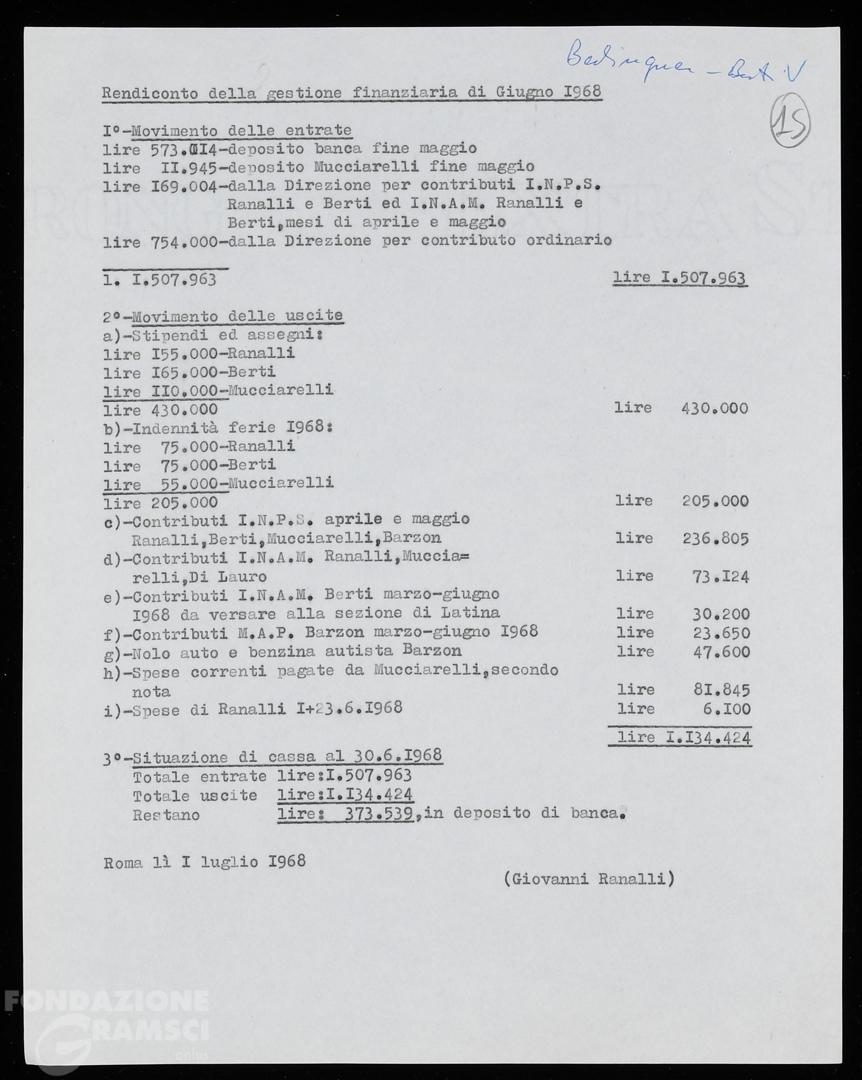 Berlinguer - Berti V
15
Rendiconto della gestione finanziaria di Giugno I968
I°-Movimento delle entrate
lire 573.0I4-deposito banca fine maggio
lire II.945-deposito Mucciarelli fine maggio
lire I69.004-dalla Direzione per contributi I.N.P.S.
Ranalli e Berti ed I.N.A.M. Ranalli e
Berti,mesi di aprile e maggio
lire 754.000-dalla Direzione per contributo ordinario
l. I.507.963 lire I.507.963
2°-Movimento delle uscite
a)-Stipendi ed assegni:
lire I55.000-Ranalli
lire I65.000-Berti
lire II0.000-Mucciarelli
lire 430.000 lire 430.000
b)-Indennità ferie I968:
lire 75.000-Ranalli
lire 75.000-Berti
lire 55.000-Mucciarelli
lire 205.000 lire 205.000
c)-Contributi I.N.P.S. aprile e maggio
Ranalli,Berti,Mucciarelli,Barzon lire 236.805
d)-Contributi I.N.A.M. Ranalli,Muccia=
relli,Di Lauro lire 73.I24
e)-Contributi I.N.A.M. Berti marzo-giugno
I968 da versare alla sezione di Latina lire 30.200
f)-Contributi M.A.P. Barzon marzo-giugno I968 lire 23.650
g)-Nolo auto e benzina autista Barzon lire 47.600
h)-Spese correnti pagate da Mucciarelli,secondo
nota lire 8I.845
i)-Spese di Ranalli I+23.6.I968 lire 6.I00
lire I.I34.424
3°-Situazione di cassa al 30.6.I968
Totale entrate lire:I.507.963
Totale uscite lire:I.I34.424
Restano lire: 373.539,in deposito di banca.
Roma lì I luglio I968
(Giovanni Ranalli)
FONDAZIONE
GRAMSCI
onlus